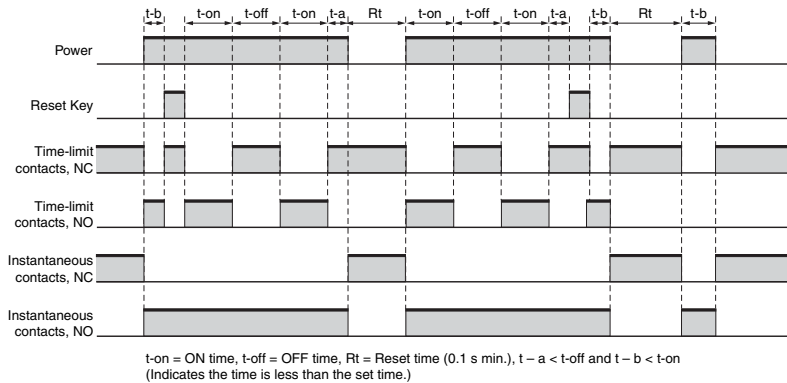 t-b t-on t-off t-on t-a Rt t-on t-off t-on t-a t-b Rt t-b
Power
Reset Key
Time-limit
contacts, NC
Time-limit
contacts, NO
Instantaneous
contacts, NC
Instantaneous
contacts, NO
t-on = ON time, t-off = OFF time, Rt = Reset time (0.1 s min.), t – a < t-off and t – b < t-on
(Indicates the time is less than the set time.)